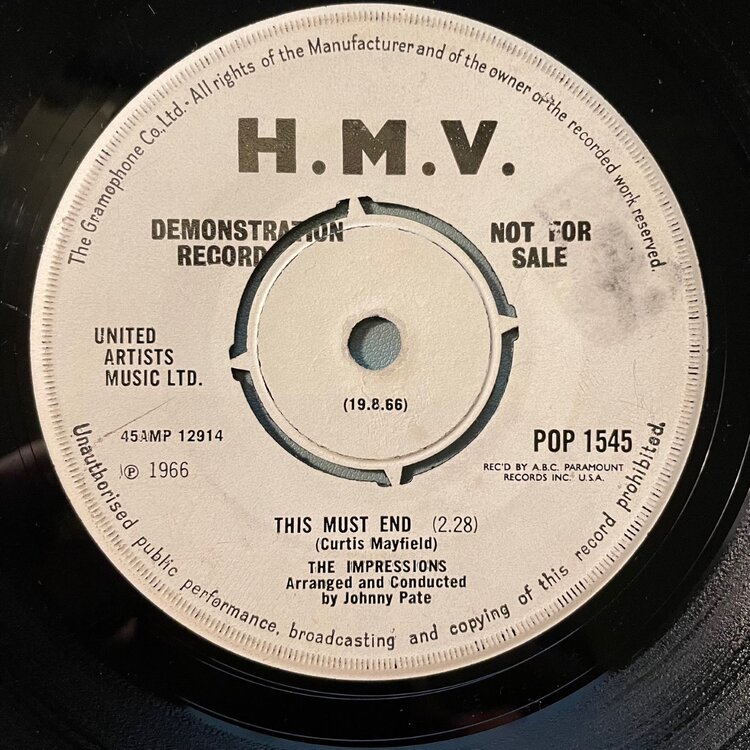 The Gramophone Co., Ltd. - All rights of the Manufacturer and of the owner of the recorded work reserved.
H.M.V.
DEMONSTRATION
RECORD
NOT FOR
SALE
UNITED
ARTISTS
MUSIC LTD.
(19.8.66)
45AMP 12914
℗ 1966
POP 1545
REC'D BY A.B.C. PARAMOUNT
RECORDS INC. U.S.A.
THIS MUST END (2.28)
(Curtis Mayfield)
THE IMPRESSIONS
Arranged and Conducted
by Johnny Pate
Unauthorised public performance, broadcasting and copying of this record prohibited.